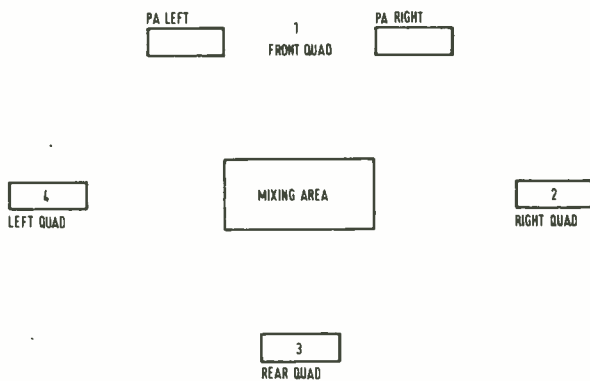 PA LEFT
1
PA RIGHT
FRONT QUAD
4
MIXING AREA
2
LEFT QUAD
RIGHT QUAD
3
REAR QUAD